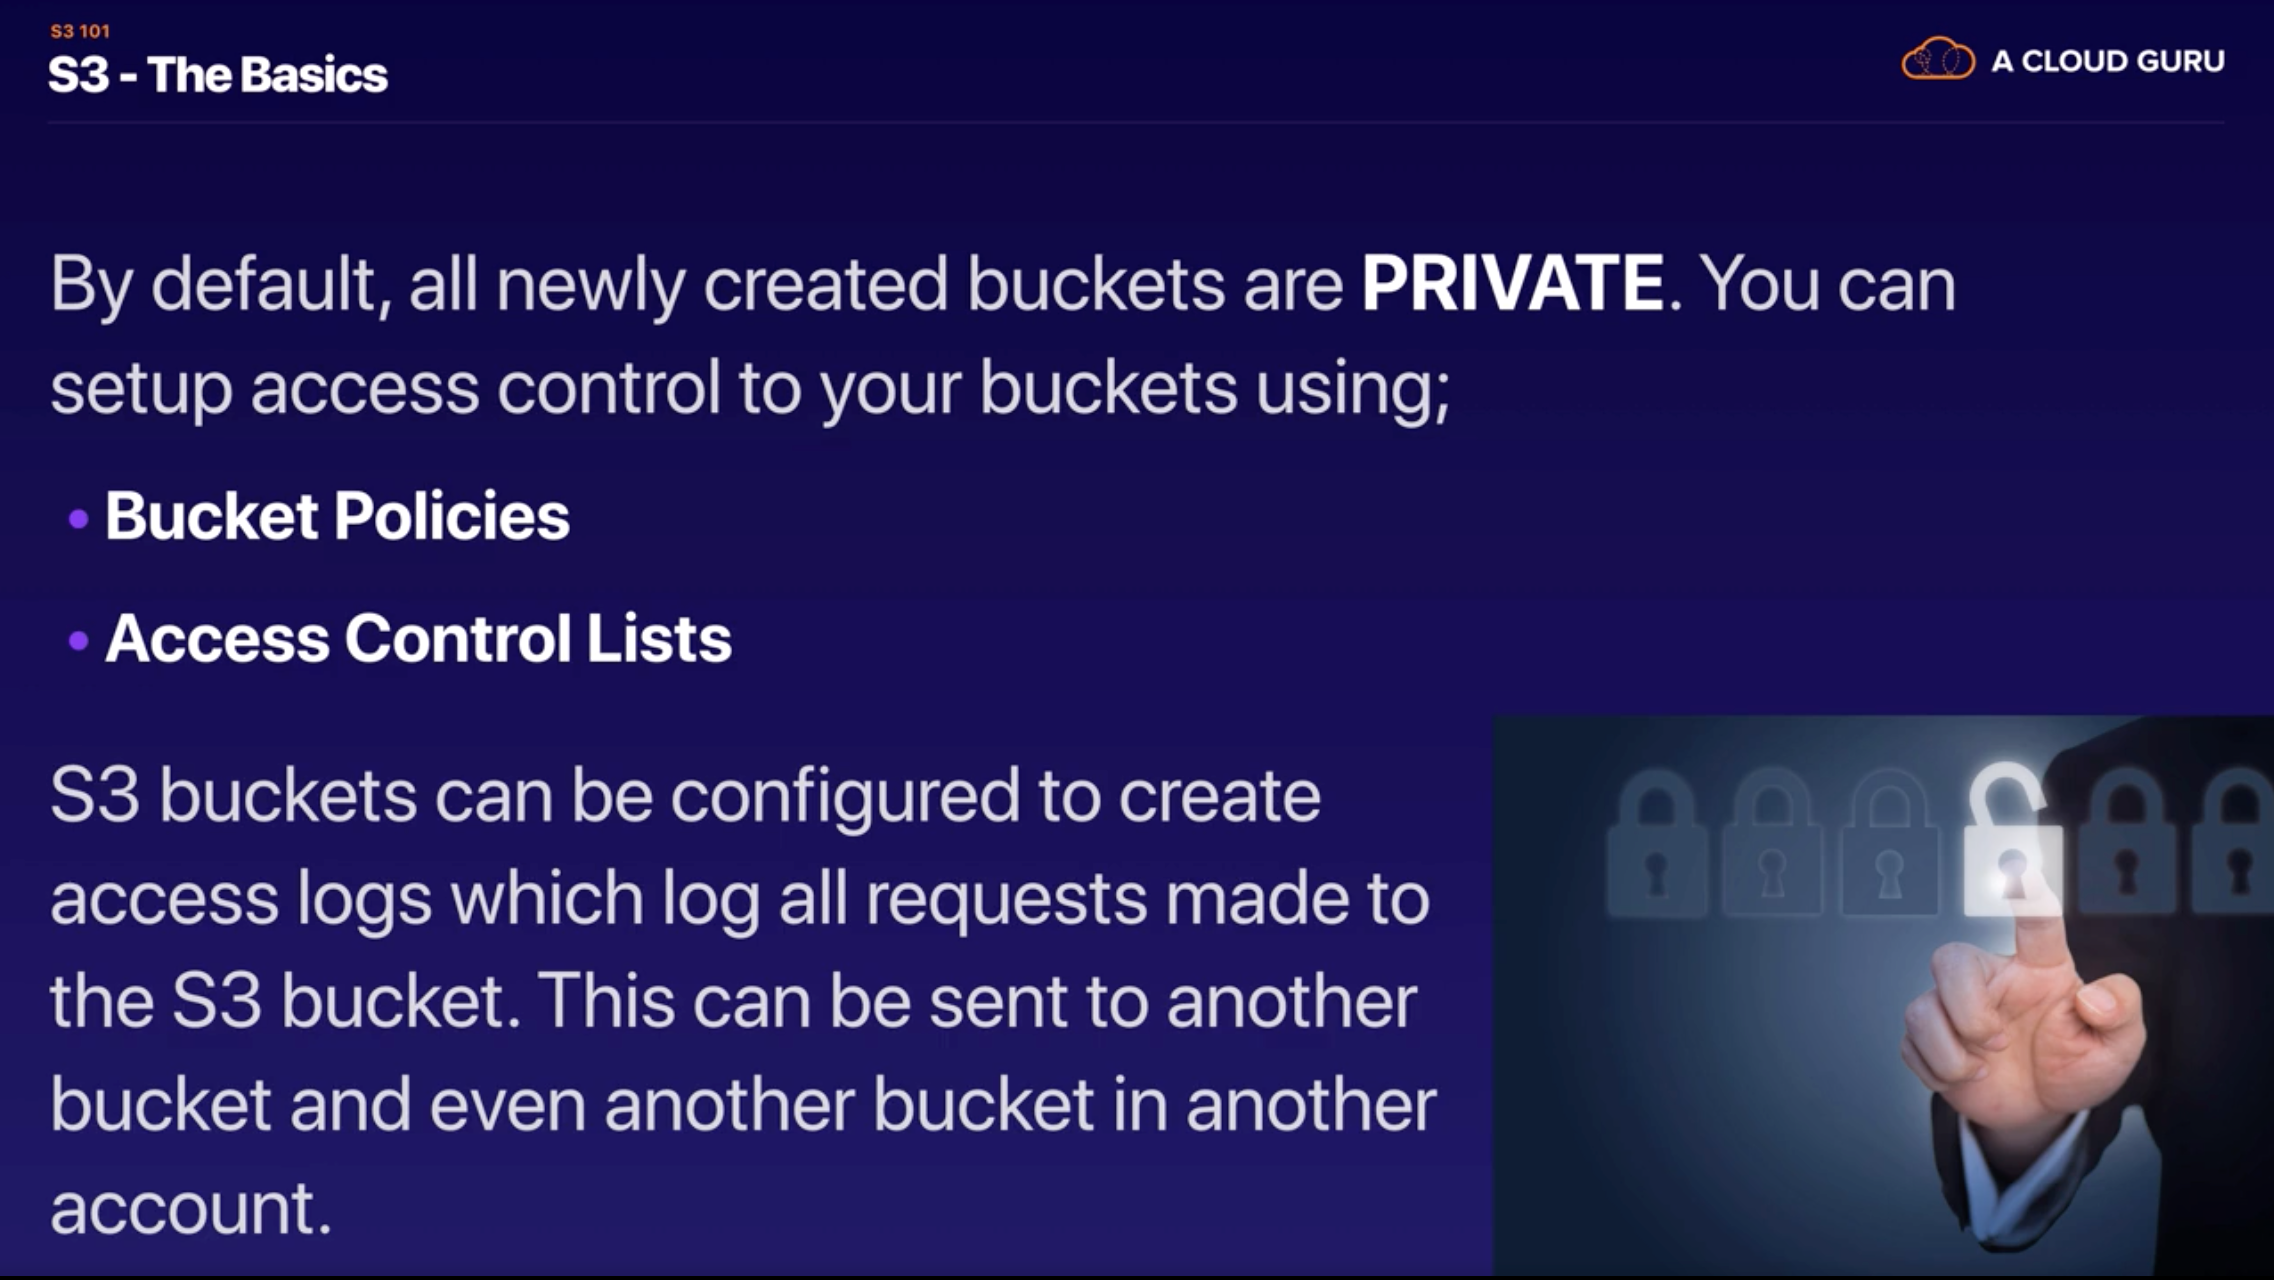 S3 101
S3 - The Basics
A CLOUD GURU
By default, all newly created buckets are PRIVATE. You can
setup access control to your buckets using;
• Bucket Policies
• Access Control Lists
S3 buckets can be configured to create
access logs which log all requests made to
the S3 bucket. This can be sent to another
bucket and even another bucket in another
account.